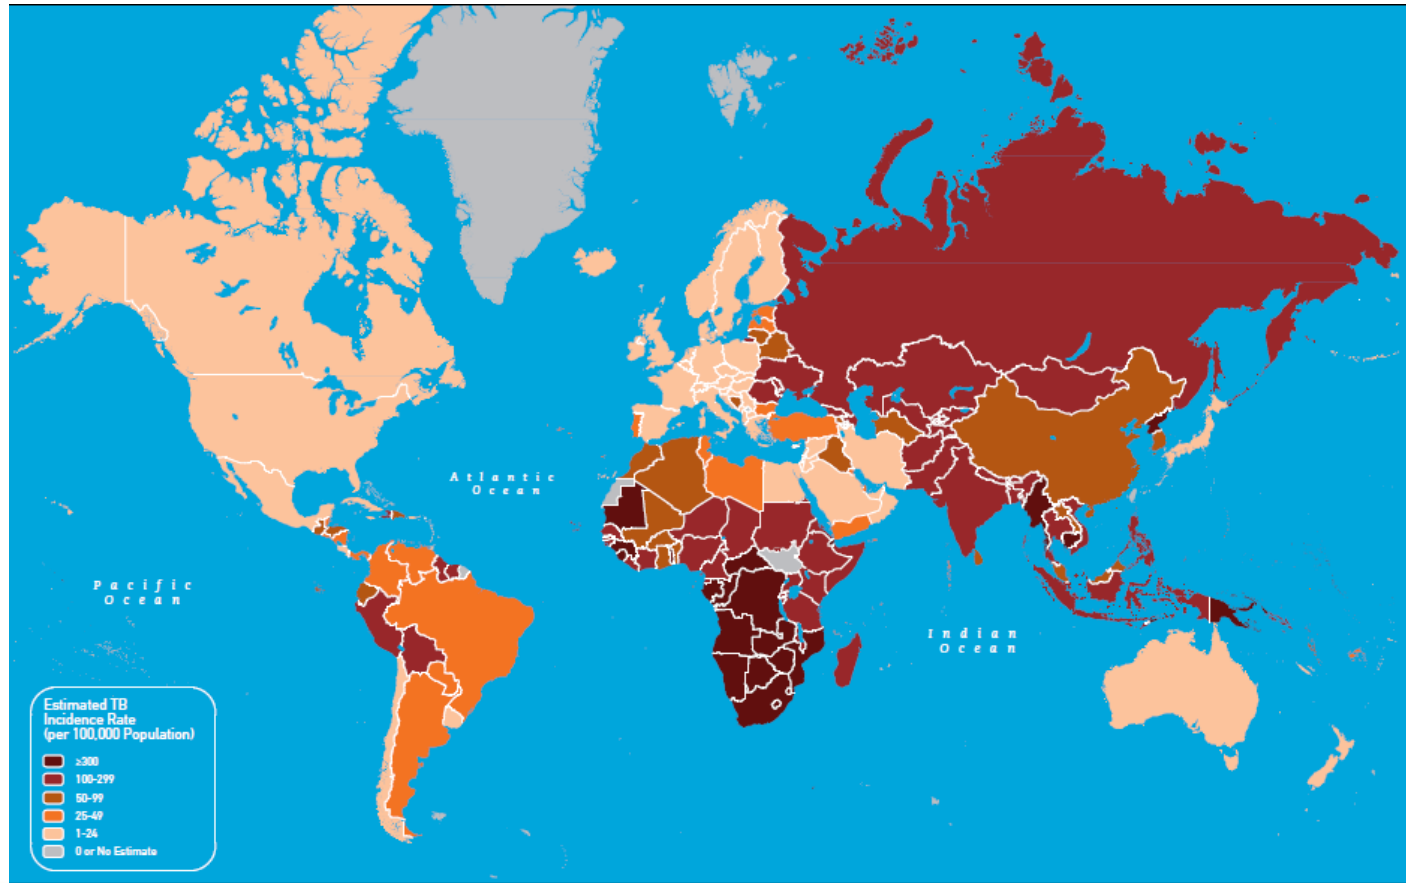 Atlantic
Ocean
Pacific
Ocean
Indian
Ocean
Estimated TB
Incidence Rate
(per 100,000 Population)
≥300
100-299
50-99
25-49
1-24
0 or No Estimate